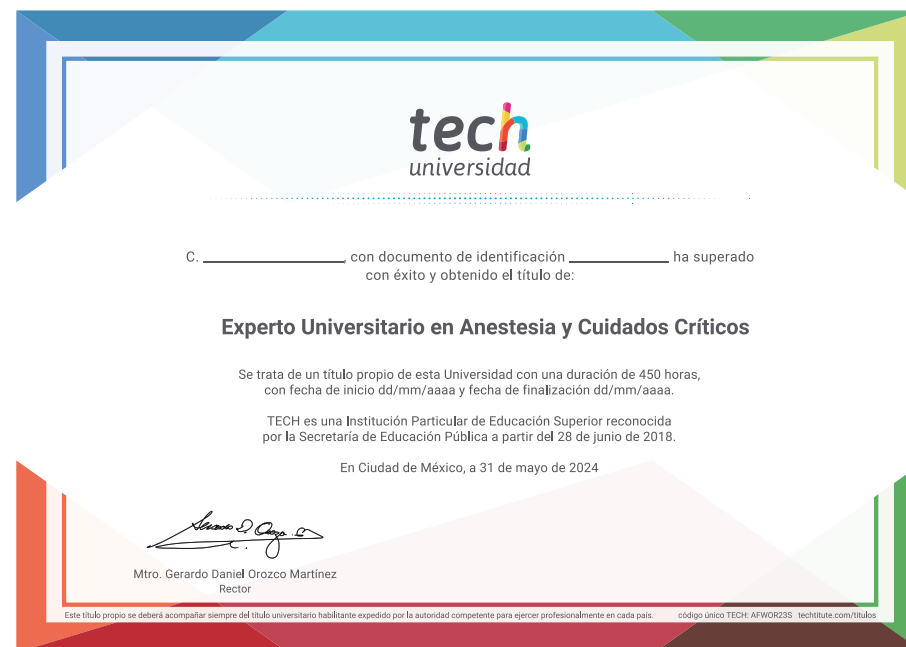 tech
universidad
C. ____________________, con documento de identificación ______________ ha superado
con éxito y obtenido el título de:
Experto Universitario en Anestesia y Cuidados Críticos
Se trata de un título propio de esta Universidad con una duración de 450 horas,
con fecha de inicio dd/mm/aaaa y fecha de finalización dd/mm/aaaa.
TECH es una Institución Particular de Educación Superior reconocida
por la Secretaría de Educación Pública a partir del 28 de junio de 2018.
En Ciudad de México, a 31 de mayo de 2024
Mtro. Gerardo Daniel Orozco Martínez
Rector
Este título propio se deberá acompañar siempre del título universitario habilitante expedido por la autoridad competente para ejercer profesionalmente en cada país. código único TECH: AFWOR23S techtitute.com/titulos